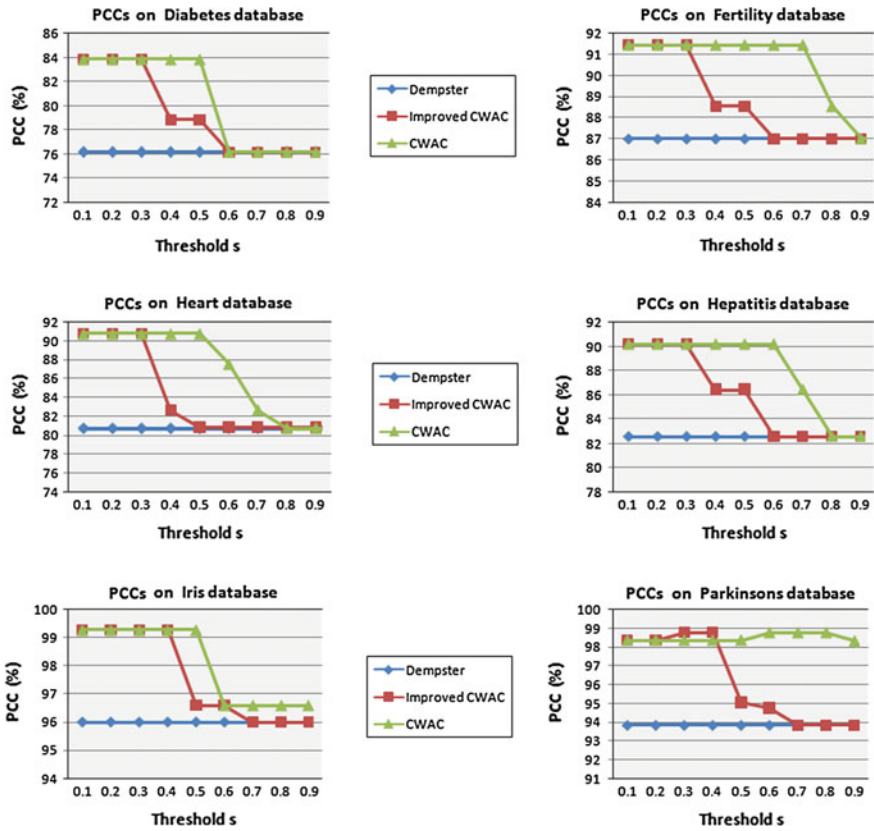 PCCs on Diabetes database
PCC (%)
86
84
82
80
78
76
74
72
0.1 0.2 0.3 0.4 0.5 0.6 0.7 0.8 0.9
Threshold s
Dempster
Improved CWAC
CWAC
PCCs on Fertility database
PCC (%)
92
91
90
89
88
87
86
85
84
0.1 0.2 0.3 0.4 0.5 0.6 0.7 0.8 0.9
Threshold s
PCCs on Heart database
PCC (%)
92
90
88
86
84
82
80
78
76
74
0.1 0.2 0.3 0.4 0.5 0.6 0.7 0.8 0.9
Threshold s
Dempster
Improved CWAC
CWAC
PCCs on Hepatitis database
PCC (%)
92
90
88
86
84
82
80
78
0.1 0.2 0.3 0.4 0.5 0.6 0.7 0.8 0.9
Threshold s
PCCs on Iris database
PCC (%)
100
99
98
97
96
95
94
0.1 0.2 0.3 0.4 0.5 0.6 0.7 0.8 0.9
Threshold s
Dempster
Improved CWAC
CWAC
PCCs on Parkinsons database
PCC (%)
100
99
98
97
96
95
94
93
92
91
0.1 0.2 0.3 0.4 0.5 0.6 0.7 0.8 0.9
Threshold s